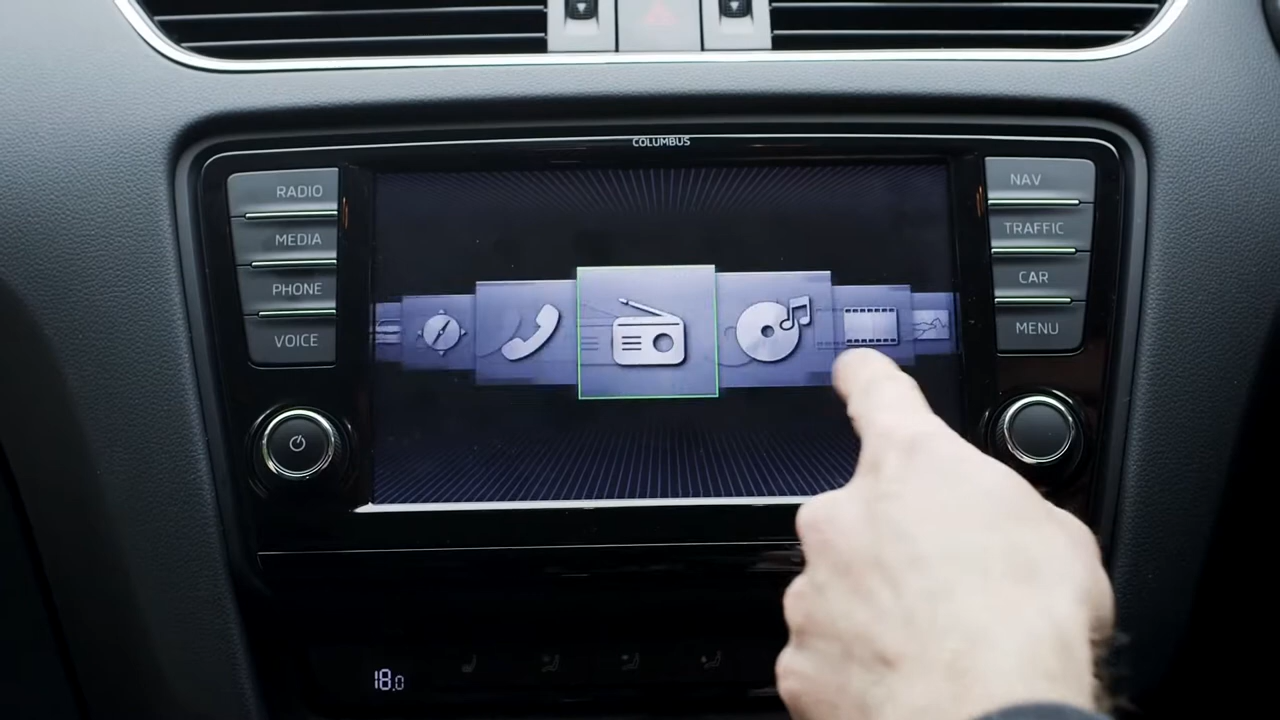 COLUMBUS
RADIO
MEDIA
PHONE
VOICE
NAV
TRAFFIC
CAR
MENU
18.0